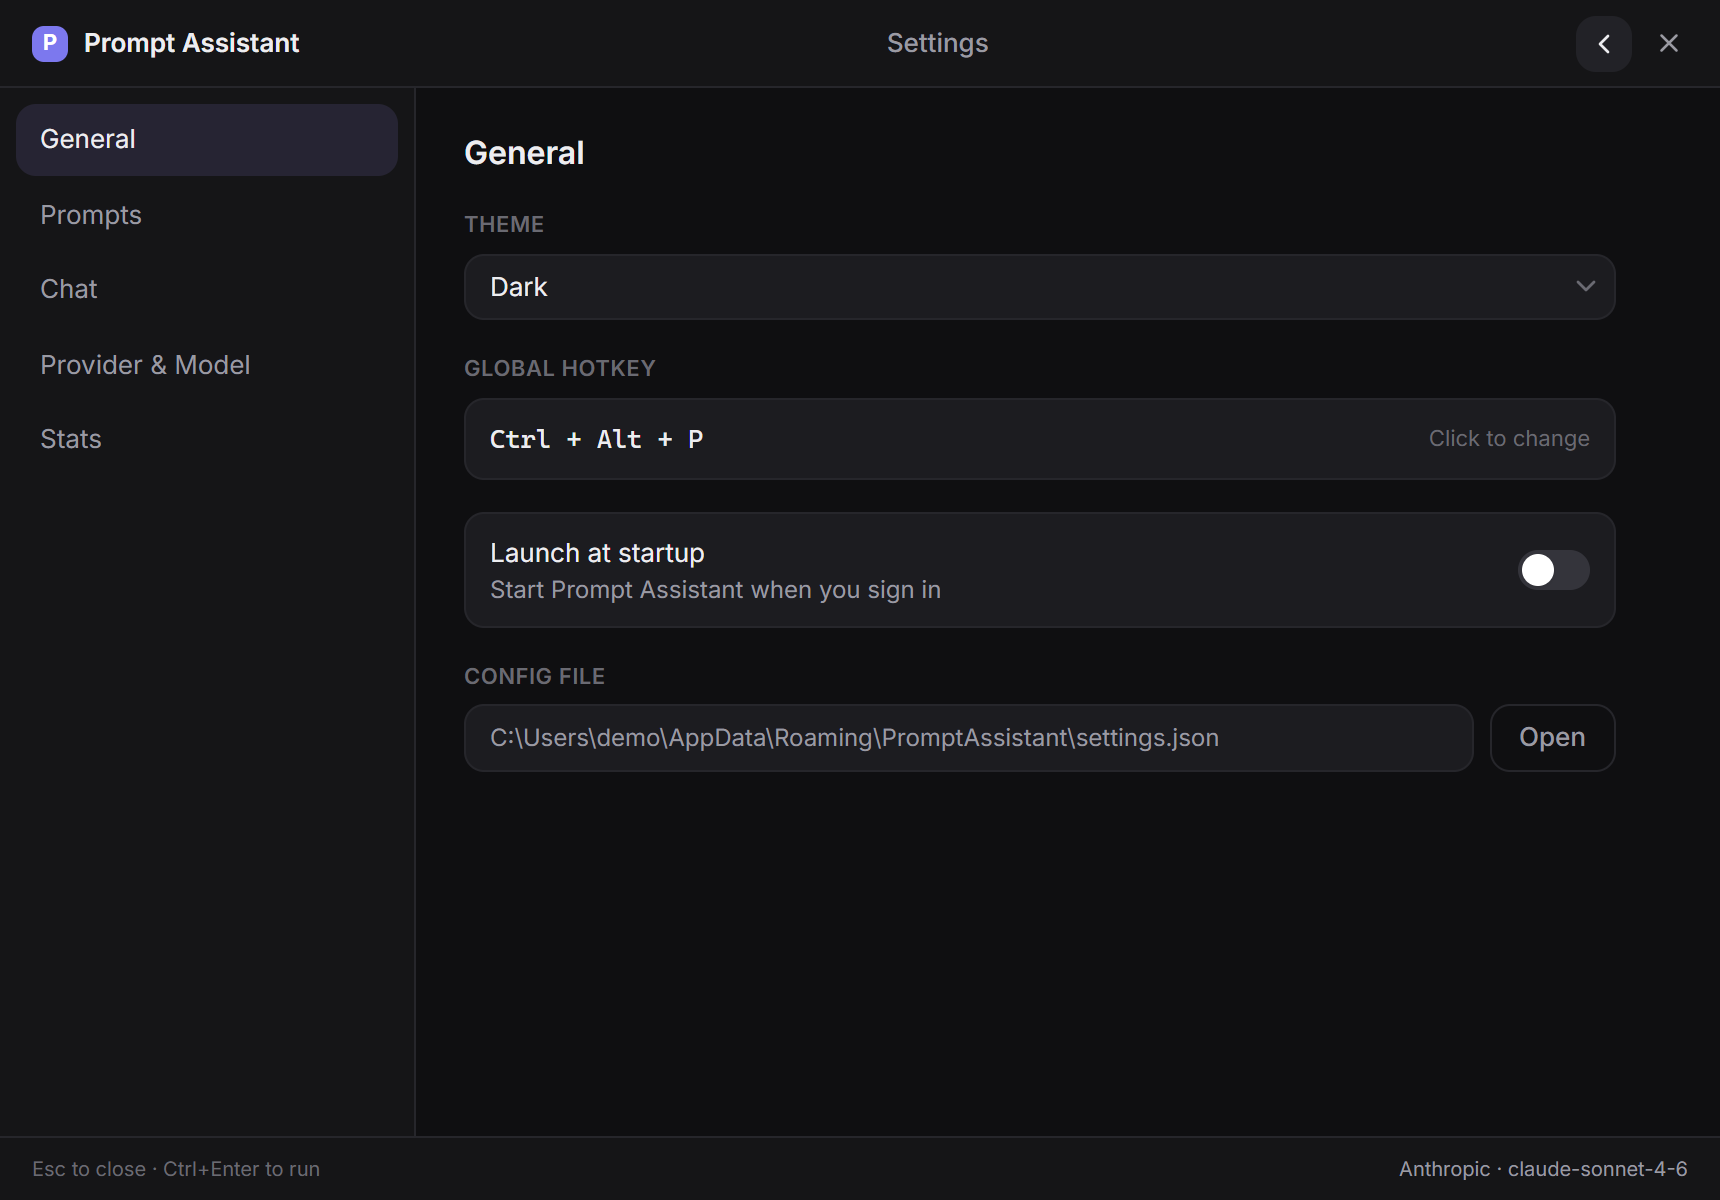 P Prompt Assistant
Settings
General
Prompts
Chat
Provider & Model
Stats
General
THEME
Dark
GLOBAL HOTKEY
Ctrl + Alt + P
Click to change
Launch at startup
Start Prompt Assistant when you sign in
CONFIG FILE
C:\Users\demo\AppData\Roaming\PromptAssistant\settings.json
Open
Esc to close · Ctrl+Enter to run
Anthropic · claude-sonnet-4-6